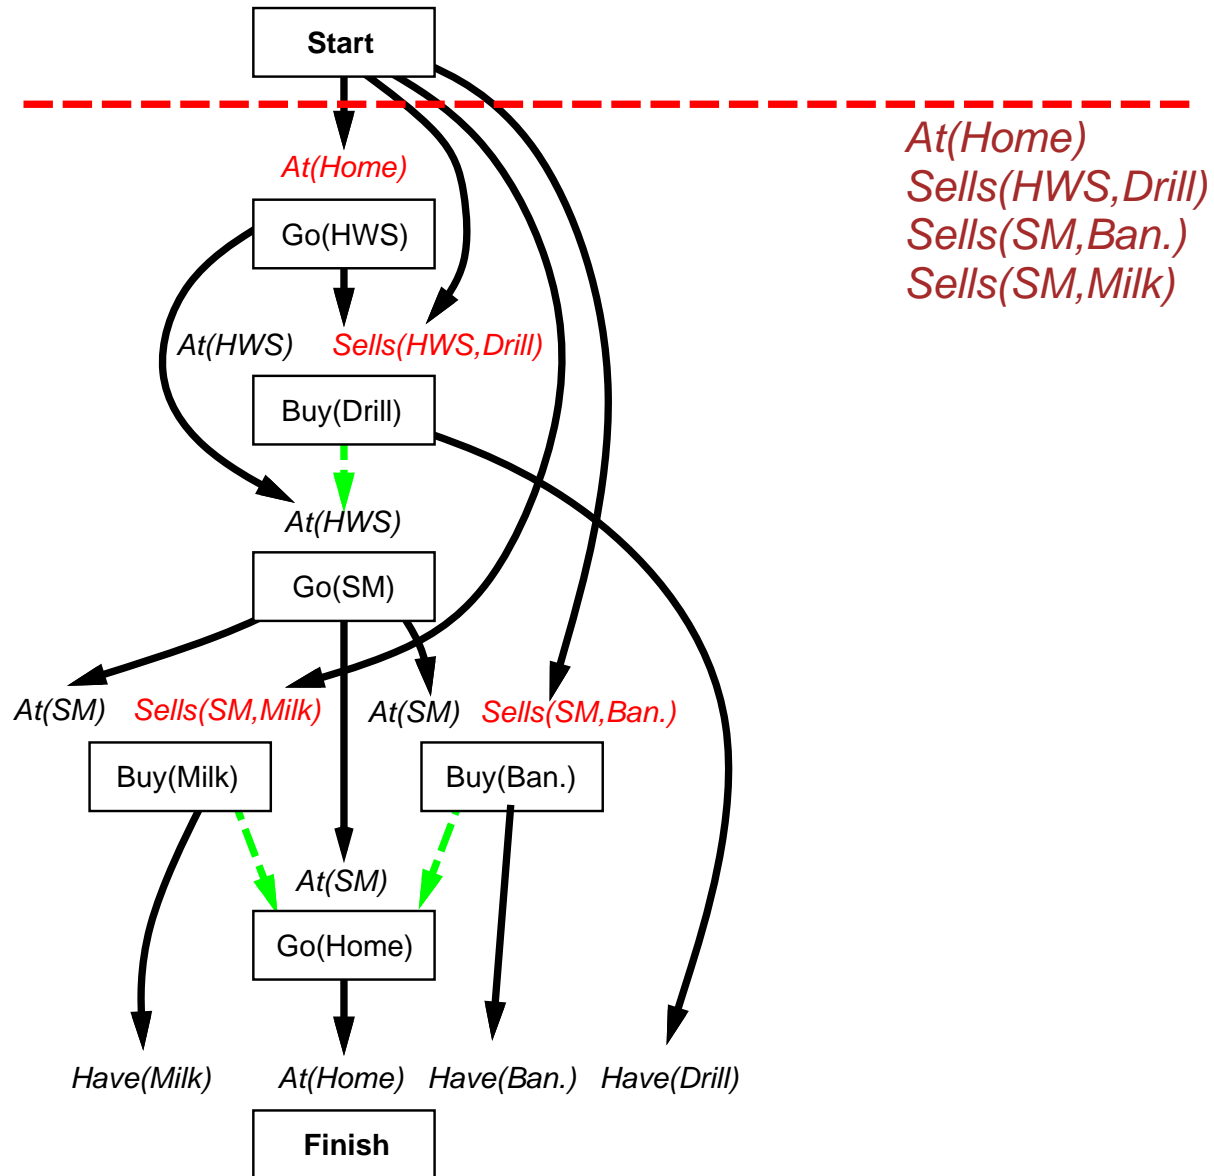 Start
At(Home)
Sells(HWS,Drill)
Sells(SM,Ban.)
Sells(SM,Milk)
At(Home)
Go(HWS)
At(HWS) Sells(HWS,Drill)
Buy(Drill)
At(HWS)
Go(SM)
At(SM) Sells(SM,Milk) At(SM) Sells(SM,Ban.)
Buy(Milk) Buy(Ban.)
At(SM)
Go(Home)
Have(Milk) At(Home) Have(Ban.) Have(Drill)
Finish